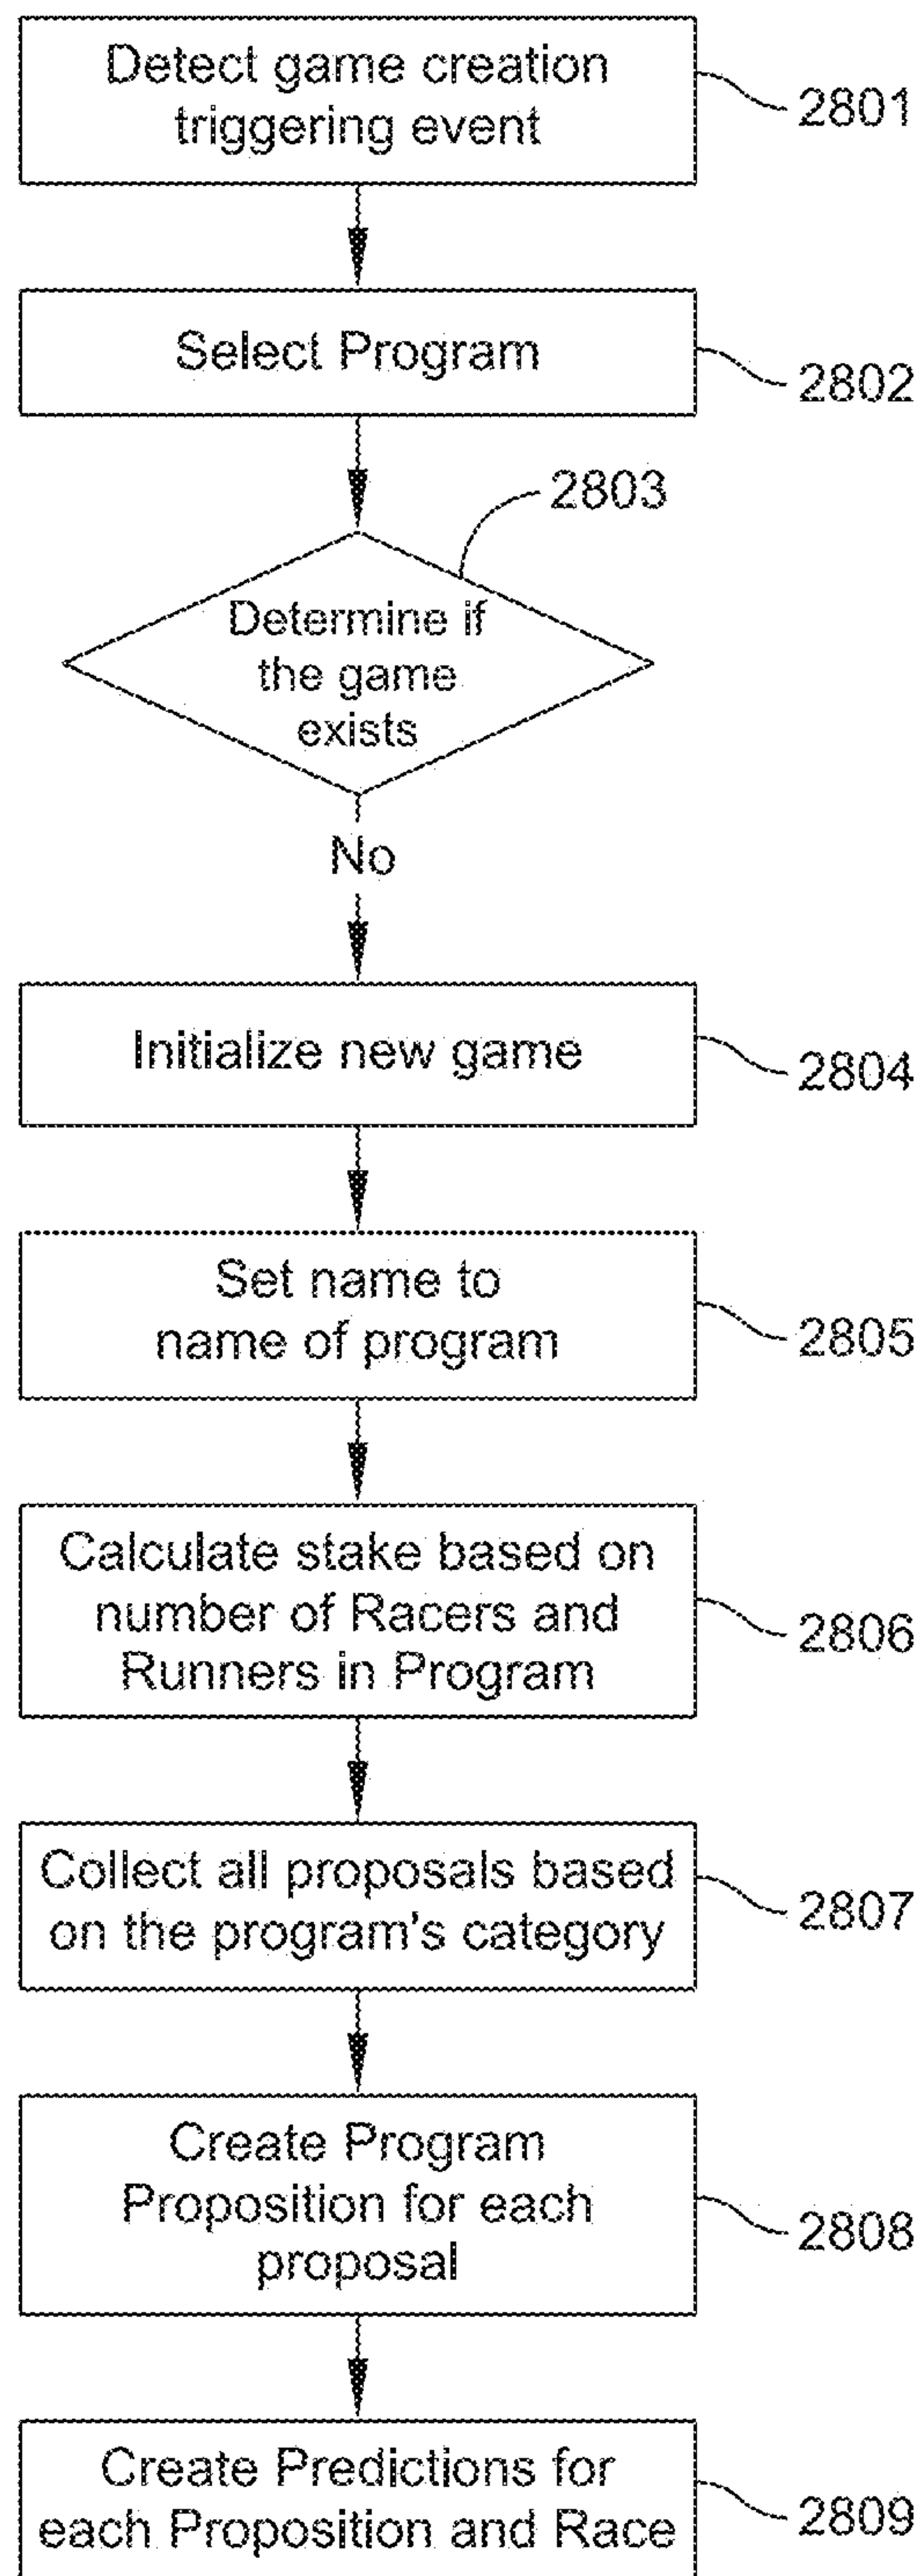 Detect game creation
triggering event
2801
Select Program
2802
2803
Determine if
the game
exists
No
Initialize new game
2804
Set name to
name of program
2805
Calculate stake based on
number of Racers and
Runners in Program
2806
Collect all proposals based
on the program's category
2807
Create Program
Proposition for each
proposal
2808
Create Predictions for
each Proposition and Race
2809